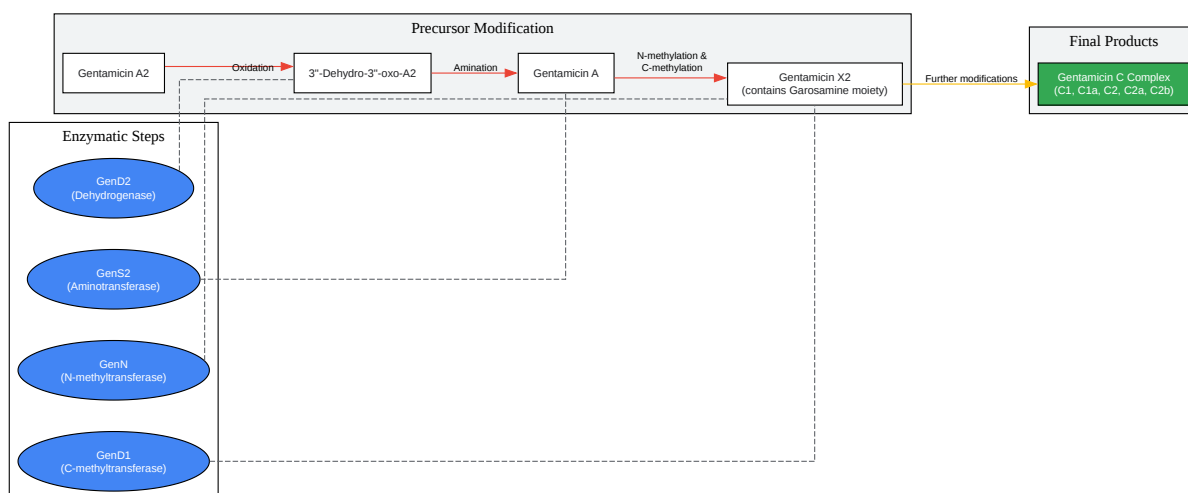 Precursor Modification
Gentamicin A2
Oxidation
3"-Dehydro-3"-oxo-A2
Amination
Gentamicin A
N-methylation &
C-methylation
Gentamicin X2
(contains Garosamine moiety)
Further modifications
Final Products
Gentamicin C Complex
(C1, C1a, C2, C2a, C2b)
Enzymatic Steps
GenD2
(Dehydrogenase)
GenS2
(Aminotransferase)
GenN
(N-methyltransferase)
GenD1
(C-methyltransferase)